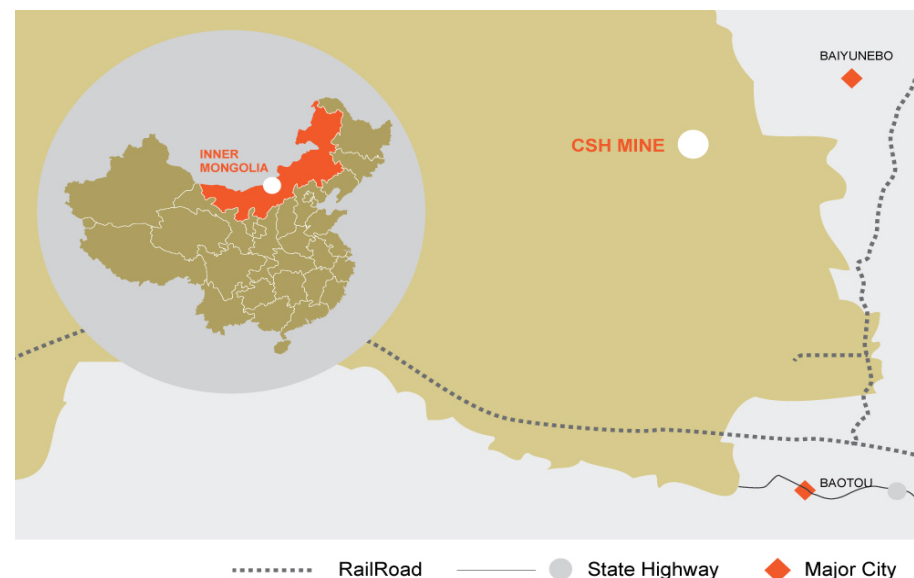 BAIYUNEBO
CSH MINE
INNER
MONGOLIA
BAOTOU
RailRoad
State Highway
Major City